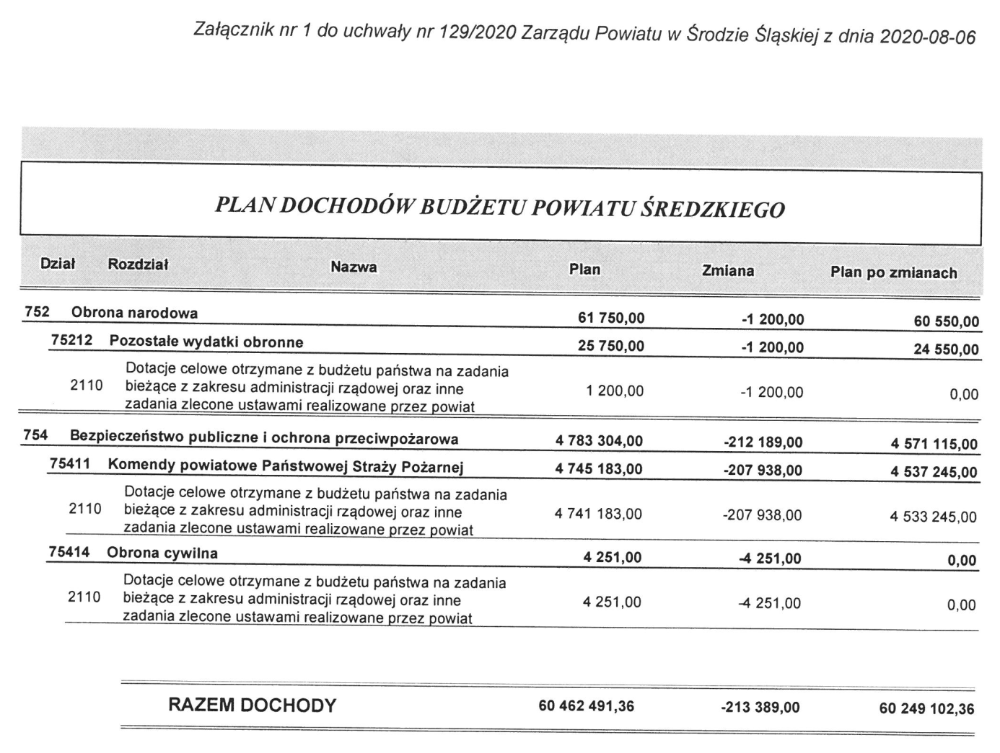 Załącznik nr 1 do uchwały nr 129/2020 Zarządu Powiatu w Środzie Śląskiej z dnia 2020-08-06
PLAN DOCHODÓW BUDŻETU POWIATU ŚREDZKIEGO
Dział Rozdział Nazwa Plan Zmiana Plan po zmianach
752 Obrona narodowa 61 750,00 -1 200,00 60 550,00
75212 Pozostałe wydatki obronne 25 750,00 -1 200,00 24 550,00
Dotacje celowe otrzymane z budżetu państwa na zadania
2110 bieżące z zakresu administracji rządowej oraz inne 1 200,00 -1 200,00 0,00
zadania zlecone ustawami realizowane przez powiat
754 Bezpieczeństwo publiczne i ochrona przeciwpożarowa 4 783 304,00 -212 189,00 4 571 115,00
75411 Komendy powiatowe Państwowej Straży Pożarnej 4 745 183,00 -207 938,00 4 537 245,00
Dotacje celowe otrzymane z budżetu państwa na zadania
2110 bieżące z zakresu administracji rządowej oraz inne 4 741 183,00 -207 938,00 4 533 245,00
zadania zlecone ustawami realizowane przez powiat
75414 Obrona cywilna 4 251,00 -4 251,00 0,00
Dotacje celowe otrzymane z budżetu państwa na zadania
2110 bieżące z zakresu administracji rządowej oraz inne 4 251,00 -4 251,00 0,00
zadania zlecone ustawami realizowane przez powiat
RAZEM DOCHODY 60 462 491,36 -213 389,00 60 249 102,36